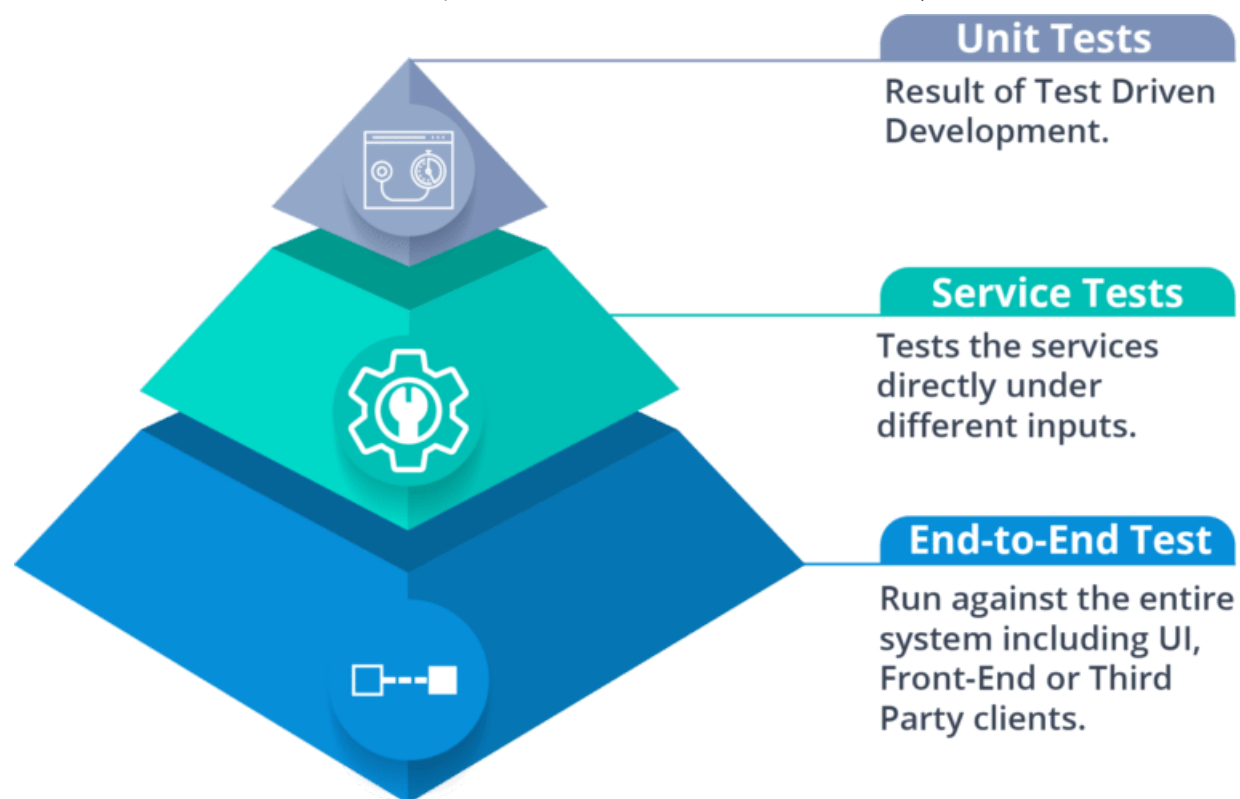 Unit Tests
Result of Test Driven
Development.
Service Tests
Tests the services
directly under
different inputs.
End-to-End Test
Run against the entire
system including UI,
Front-End or Third
Party clients.